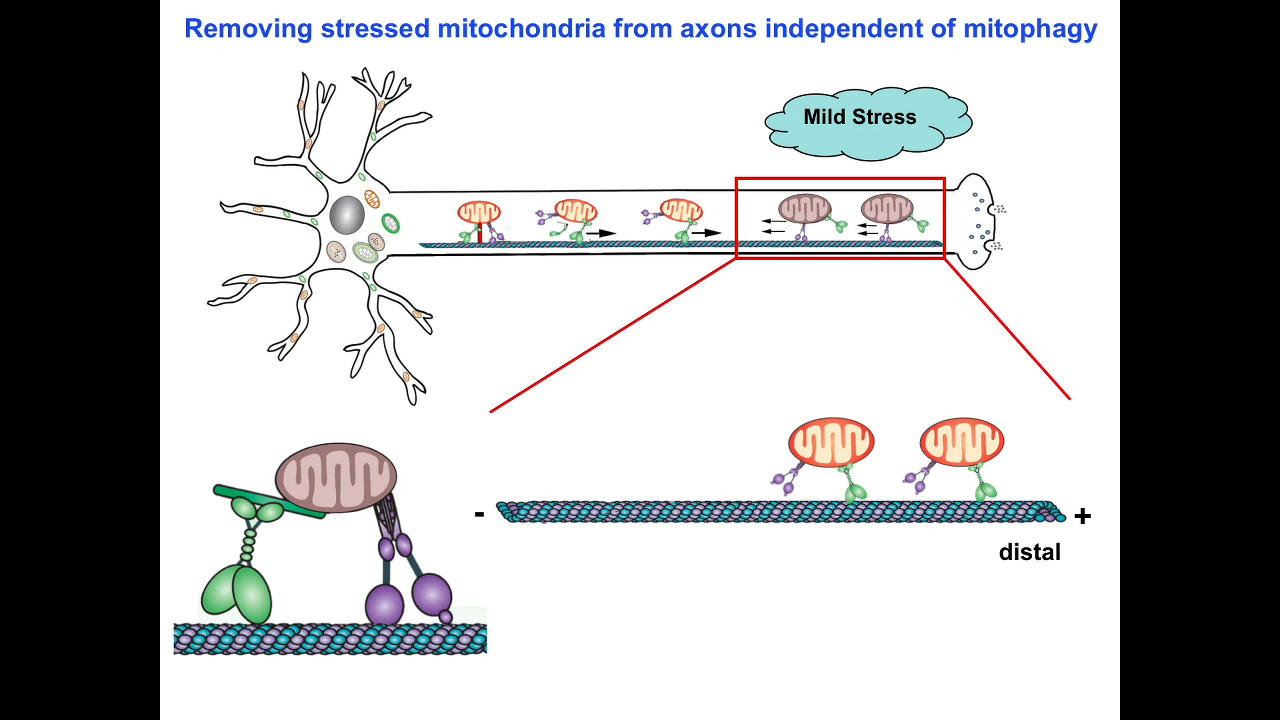 Removing stressed mitochondria from axons independent of mitophagy
Mild Stress
- +
distal